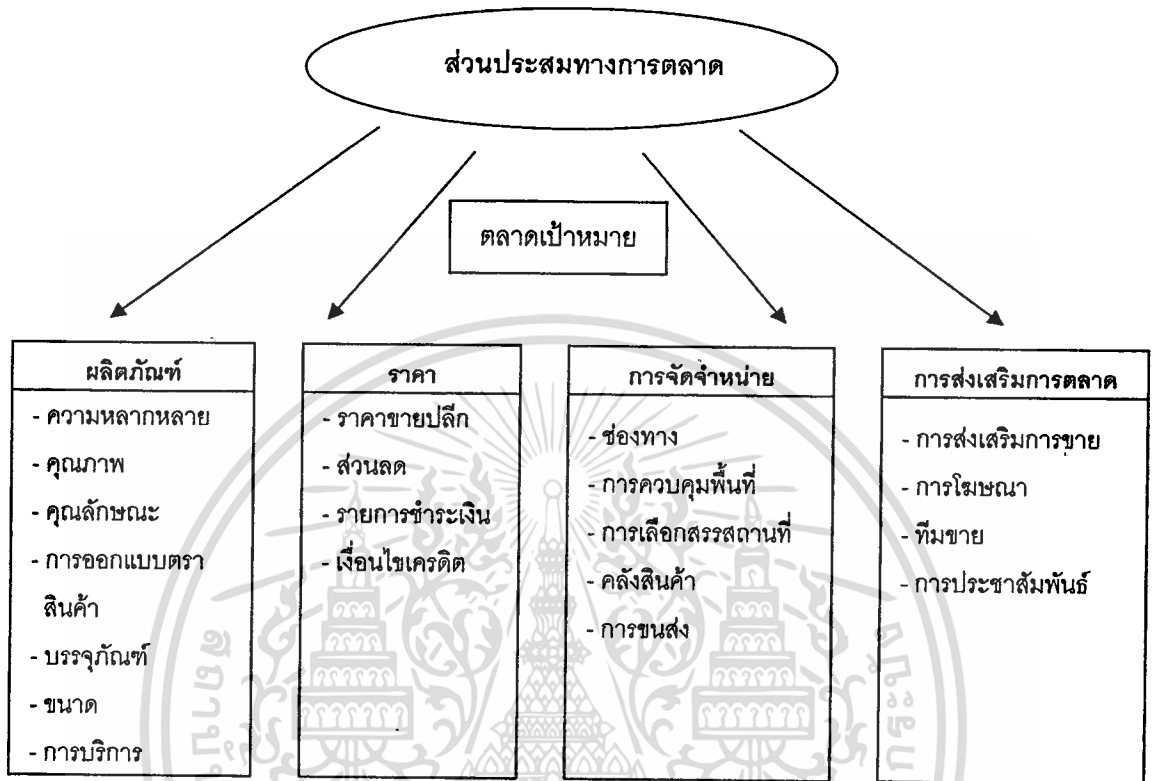 ส่วนประสมทางการตลาด
ตลาดเป้าหมาย
ผลิตภัณฑ์
- ความหลากหลาย
- คุณภาพ
- คุณลักษณะ
- การออกแบบตรา
สินค้า
- บรรจุภัณฑ์
- ขนาด
- การบริการ
ราคา
- ราคาขายปลีก
- ส่วนลด
- รายการชำระเงิน
- เงื่อนไขเครดิต
การจัดจำหน่าย
- ช่องทาง
- การควบคุมพื้นที่
- การเลือกสรรสถานที่
- คลังสินค้า
- การขนส่ง
การส่งเสริมการตลาด
- การส่งเสริมการขาย
- การโฆษณา
- ทีมขาย
- การประชาสัมพันธ์